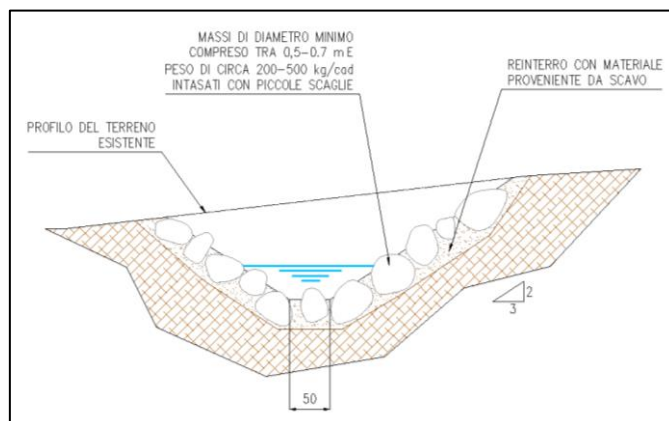 MASSI DI DIAMETRO MINIMO
COMPRESO TRA 0,5-0.7 m E
PESO DI CIRCA 200-500 kg/cad
INTASATI CON PICCOLE SCAGLIE
REINTERRO CON MATERIALE
PROVENIENTE DA SCAVO
PROFILO DEL TERRENO
ESISTENTE
2
3
50